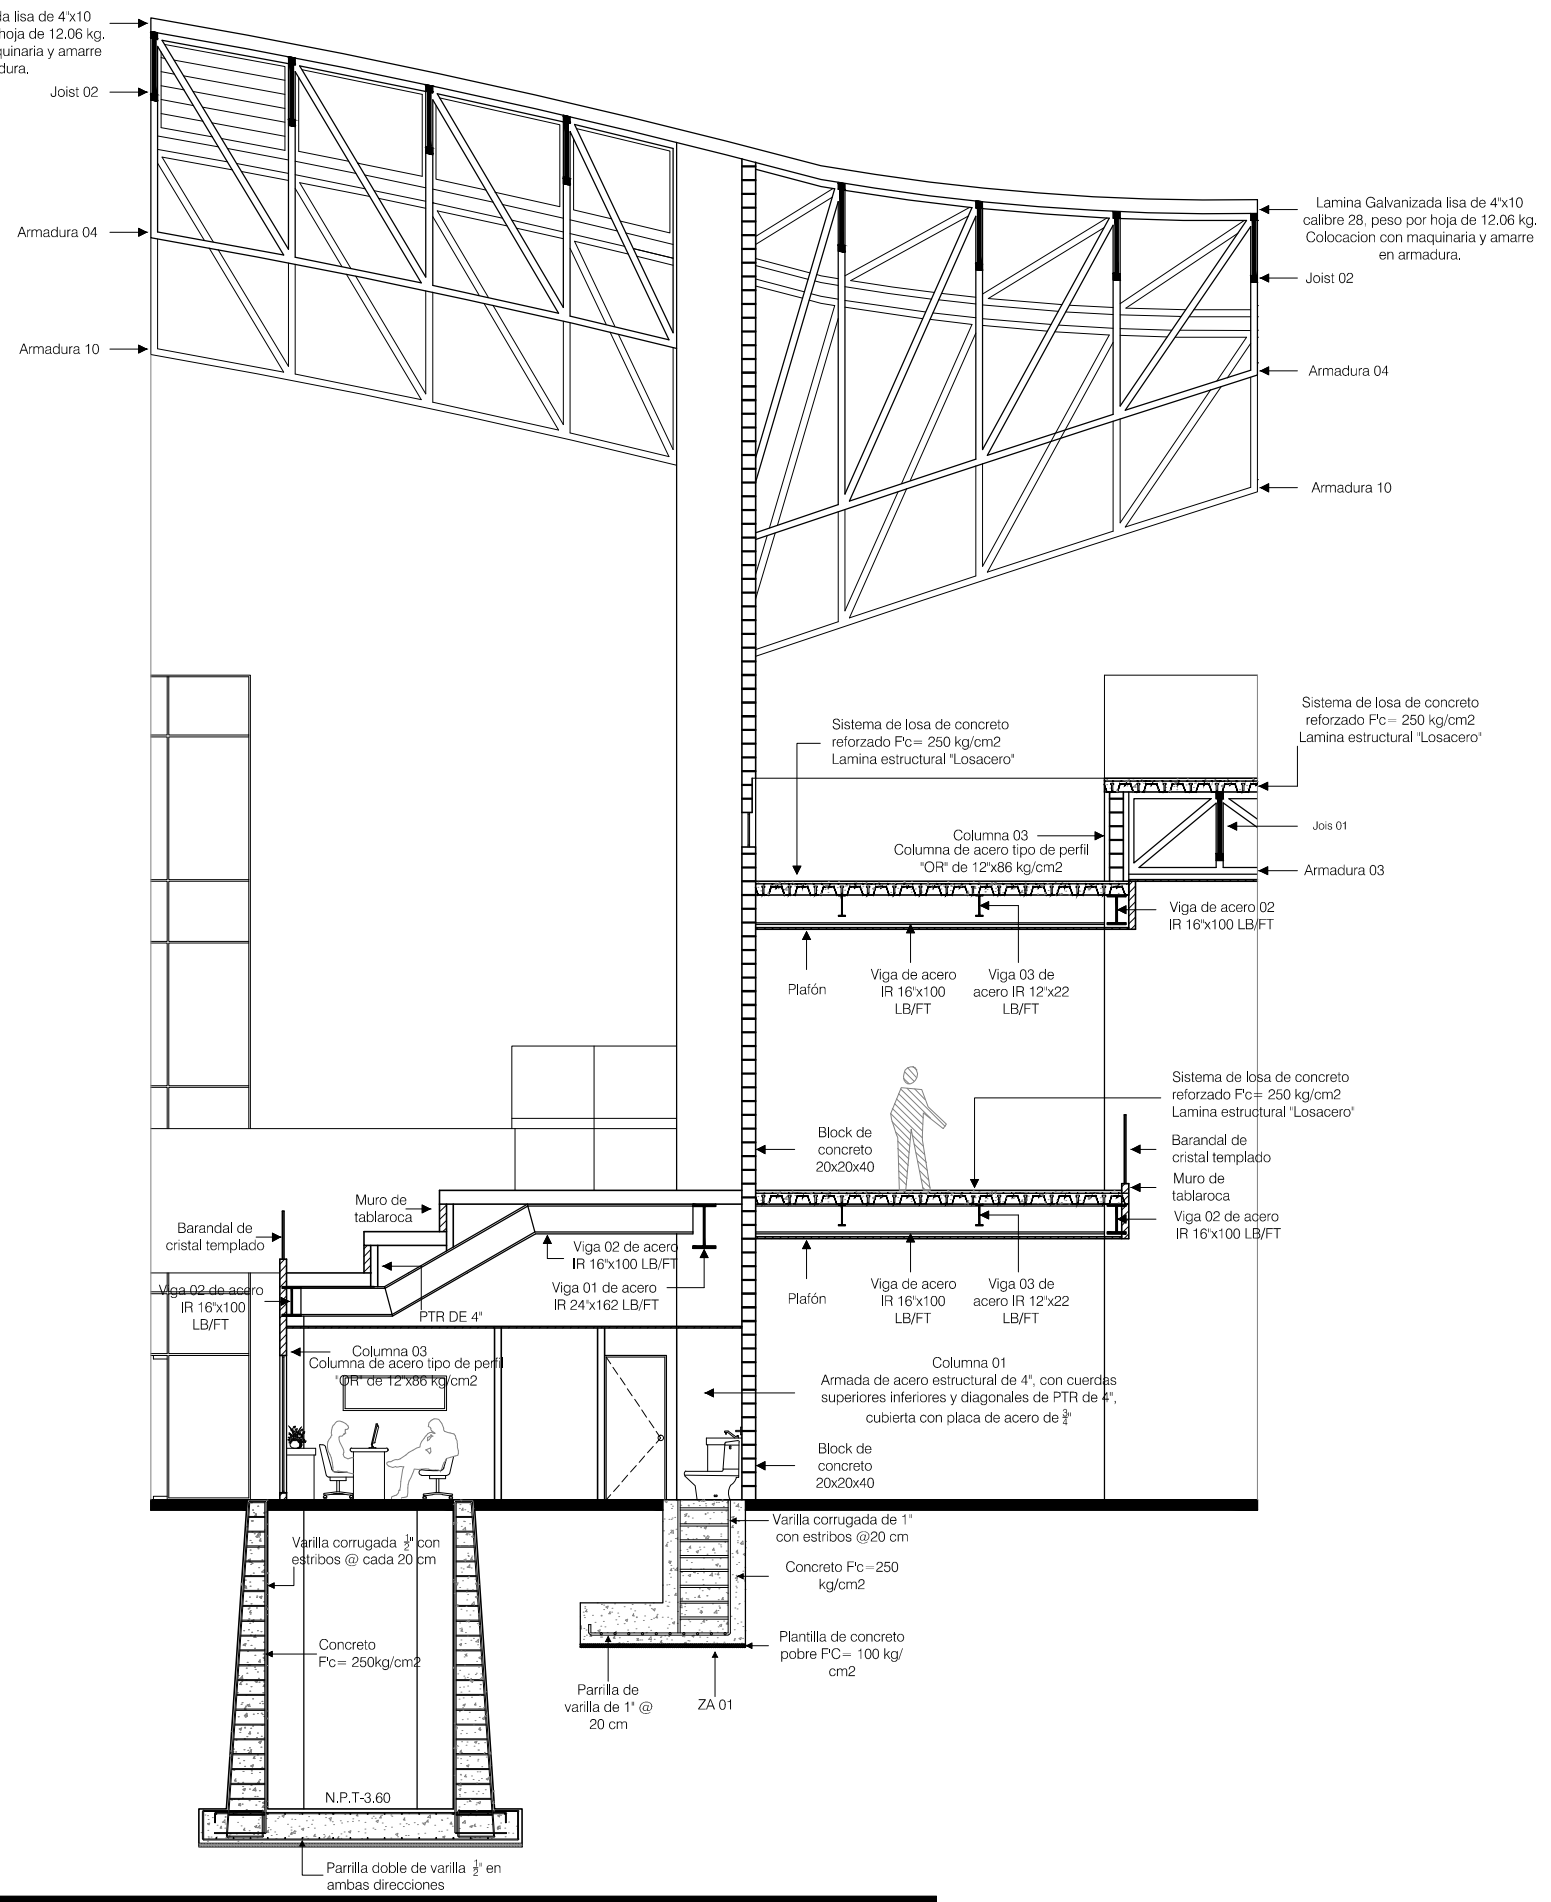 lisa de 4"x10
hoja de 12.06 kg.
y amarre
Joist 02
Armadura 04
Armadura 10
Lamina Galvanizada lisa de 4"x10
calibre 28, peso por hoja de 12.06 kg.
Colocacion con maquinaria y amarre
en armadura.
Joist 02
Armadura 04
Armadura 10
Sistema de losa de concreto
reforzado F'c= 250 kg/cm2
Lamina estructural "Losacero"
Sistema de losa de concreto
reforzado F'c= 250 kg/cm2
Lamina estructural "Losacero"
Columna 03
Columna de acero tipo de perfil
"OR" de 12"x86 kg/cm2
Jois 01
Armadura 03
Viga de acero 02
IR 16"x100 LB/FT
Plafón
Viga de acero
IR 16"x100
LB/FT
Viga 03 de
acero IR 12"x22
LB/FT
Sistema de losa de concreto
reforzado F'c= 250 kg/cm2
Lamina estructural "Losacero"
Block de
concreto
20x20x40
Barandal de
cristal templado
Muro de
tablaroca
Viga 02 de acero
IR 16"x100 LB/FT
Muro de
tablaroca
Barandal de
cristal templado
Viga 02 de acero
IR 16"x100 LB/FT
Viga 02 de acero
IR 16"x100
LB/FT
Viga 01 de acero
IR 24"x162 LB/FT
PTR DE 4"
Plafón
Viga de acero
IR 16"x100
LB/FT
Viga 03 de
acero IR 12"x22
LB/FT
Columna 03
Columna de acero tipo de perfil
"OR" de 12"x86 kg/cm2
Columna 01
Armada de acero estructural de 4", con cuerdas
superiores inferiores y diagonales de PTR de 4",
cubierta con placa de acero de 3/4"
Block de
concreto
20x20x40
Varilla corrugada 1/2" con
estribos @ cada 20 cm
Varilla corrugada de 1"
con estribos @20 cm
Concreto F'c=250
kg/cm2
Concreto
F'c= 250kg/cm2
Plantilla de concreto
pobre F'C= 100 kg/
cm2
Parrilla de
varilla de 1" @
20 cm
ZA 01
N.P.T-3.60
Parrilla doble de varilla 1/2" en
ambas direcciones